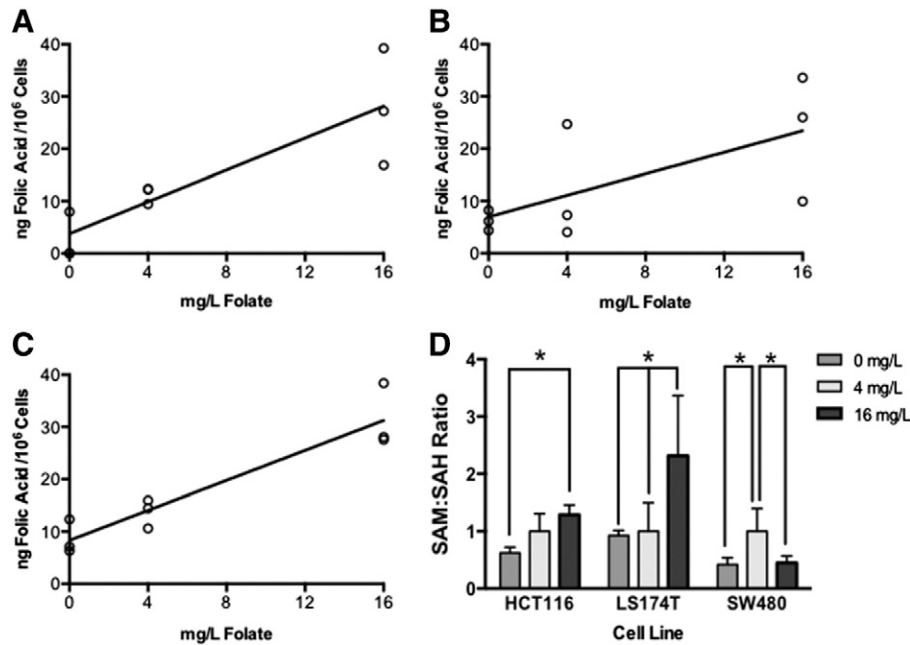 A
ng Folic Acid /10⁶ Cells
40
30
20
10
0
0 4 8 12 16
mg/L Folate
B
ng Folic Acid /10⁶ Cells
40
30
20
10
0
0 4 8 12 16
mg/L Folate
C
ng Folic Acid /10⁶ Cells
40
30
20
10
0
0 4 8 12 16
mg/L Folate
D
SAM:SAH Ratio
4
3
2
1
0
* * * *
HCT116 LS174T SW480
Cell Line
0 mg/L
4 mg/L
16 mg/L